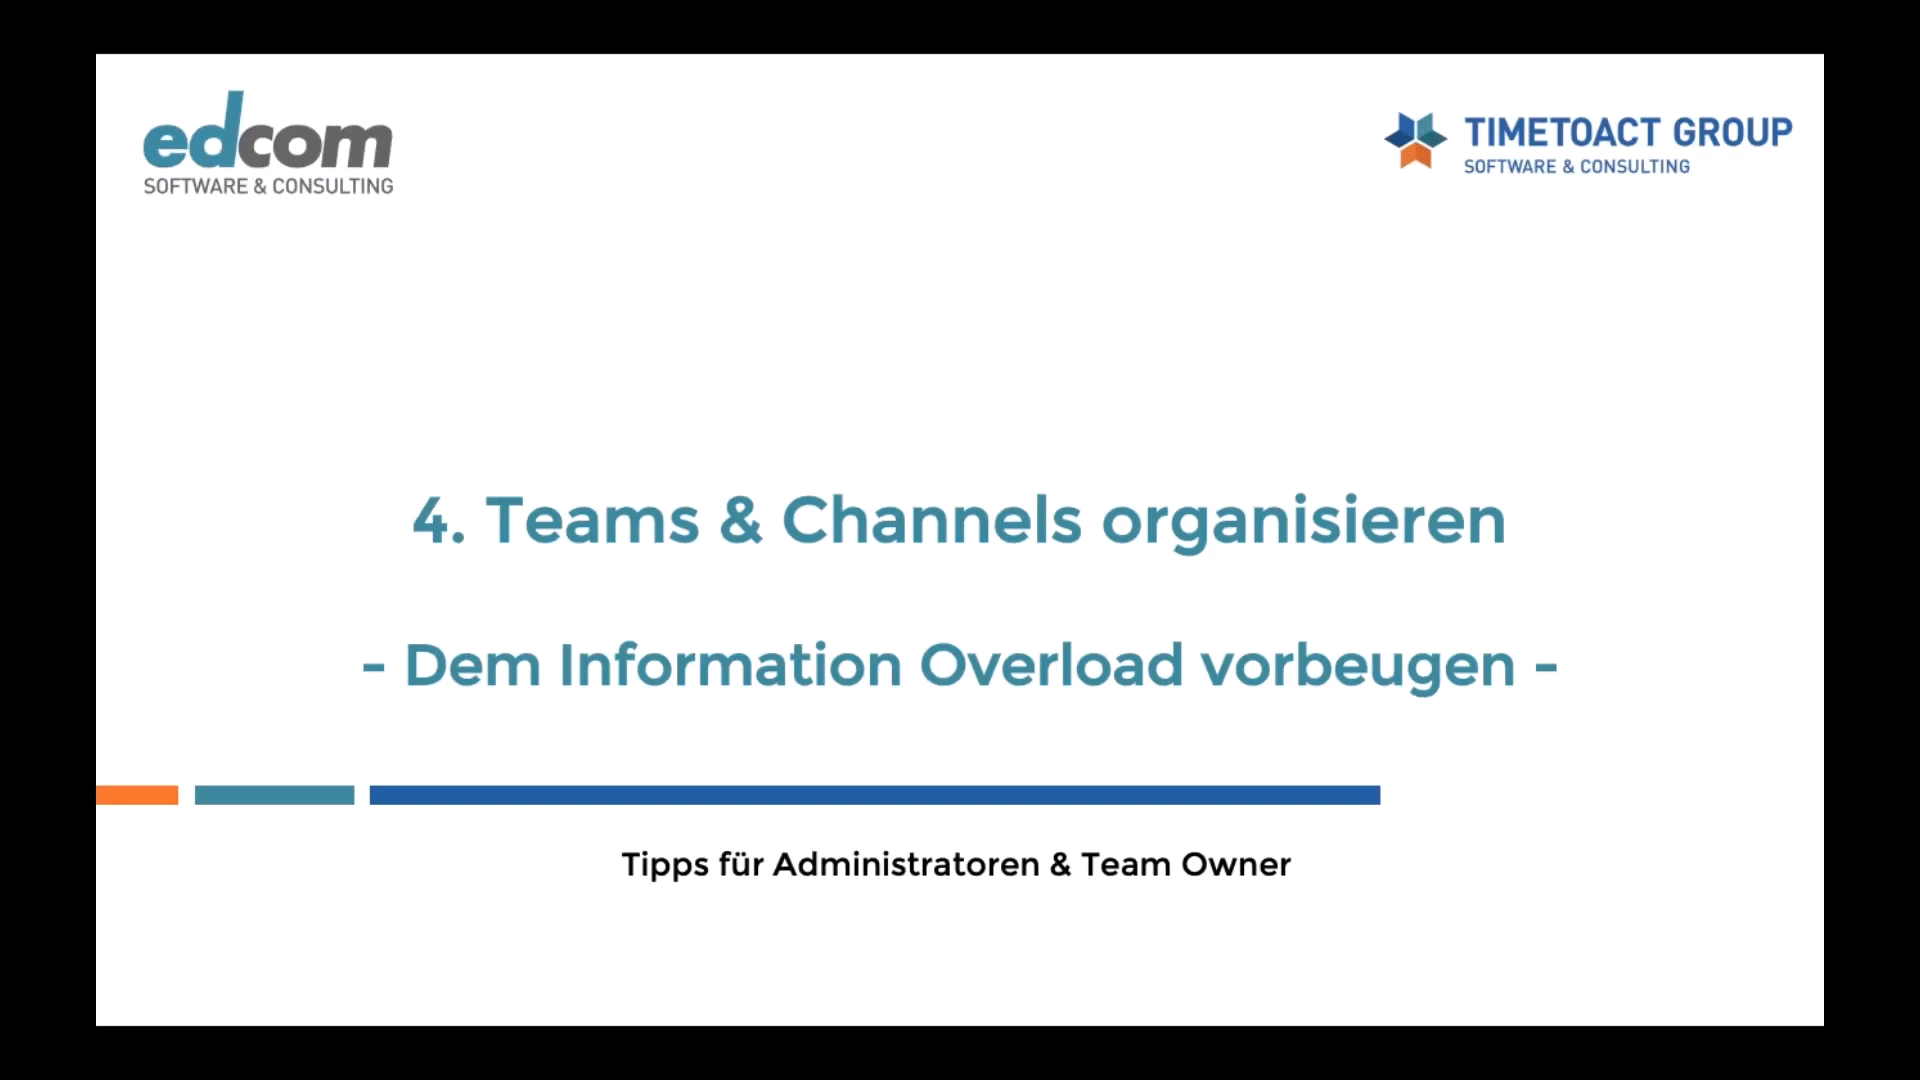 edcom
SOFTWARE & CONSULTING
TIMETOACT GROUP
SOFTWARE & CONSULTING
4. Teams & Channels organisieren
- Dem Information Overload vorbeugen -
Tipps für Administratoren & Team Owner